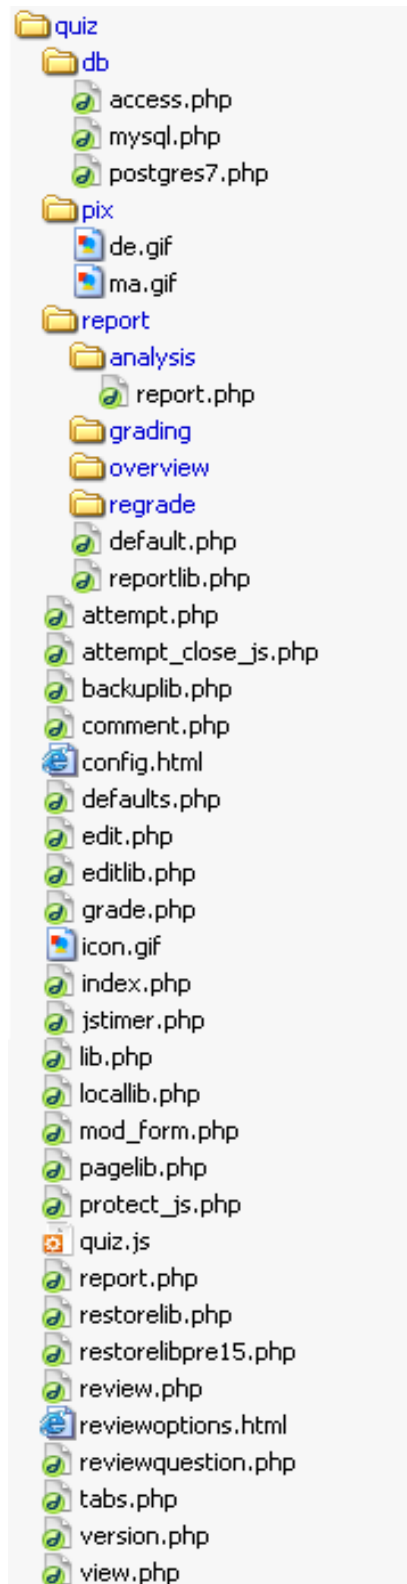 quiz
db
access.php
mysql.php
postgres7.php
pix
de.gif
ma.gif
report
analysis
report.php
grading
overview
regrade
default.php
reportlib.php
attempt.php
attempt_close_js.php
backuplib.php
comment.php
config.html
defaults.php
edit.php
editlib.php
grade.php
icon.gif
index.php
jstimer.php
lib.php
locallib.php
mod_form.php
pagelib.php
protect_js.php
quiz.js
report.php
restorelib.php
restorelibpre15.php
review.php
reviewoptions.html
reviewquestion.php
tabs.php
version.php
view.php